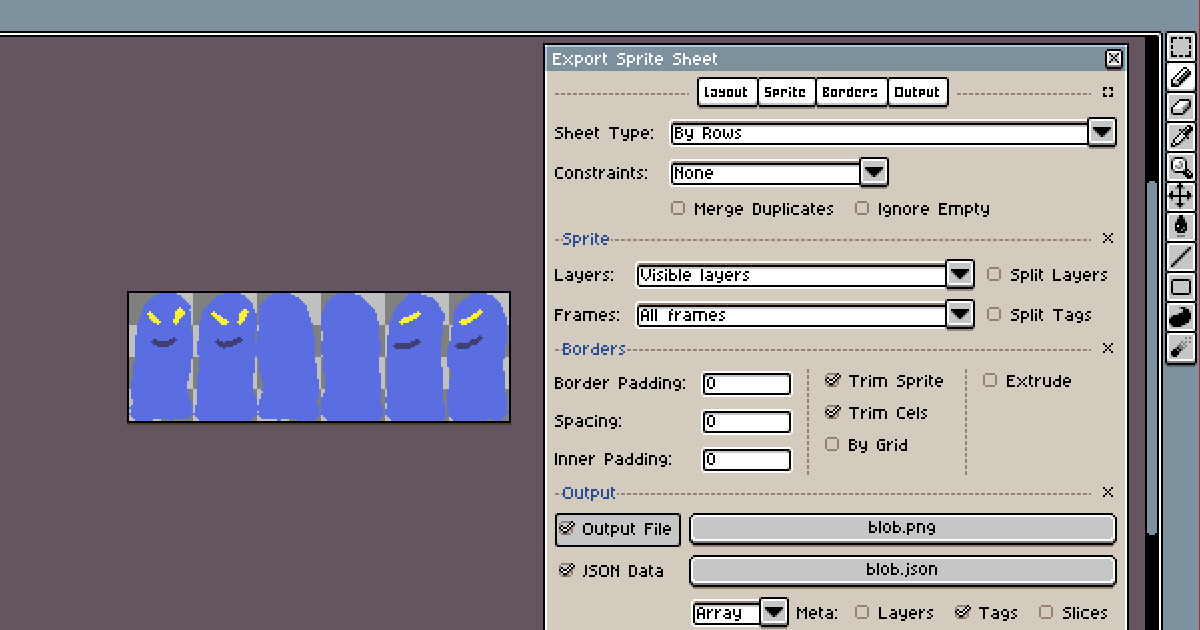 Export Sprite Sheet
Layout Sprite Borders Output
Sheet Type: By Rows
Constraints: None
Merge Duplicates Ignore Empty
Sprite
Layers: Visible layers Split Layers
Frames: All frames Split Tags
Borders
Border Padding: 0 Trim Sprite Extrude
Spacing: 0 Trim Cels
By Grid
Inner Padding: 0
Output
Output File blob.png
JSON Data blob.json
Array Meta: Layers Tags Slices